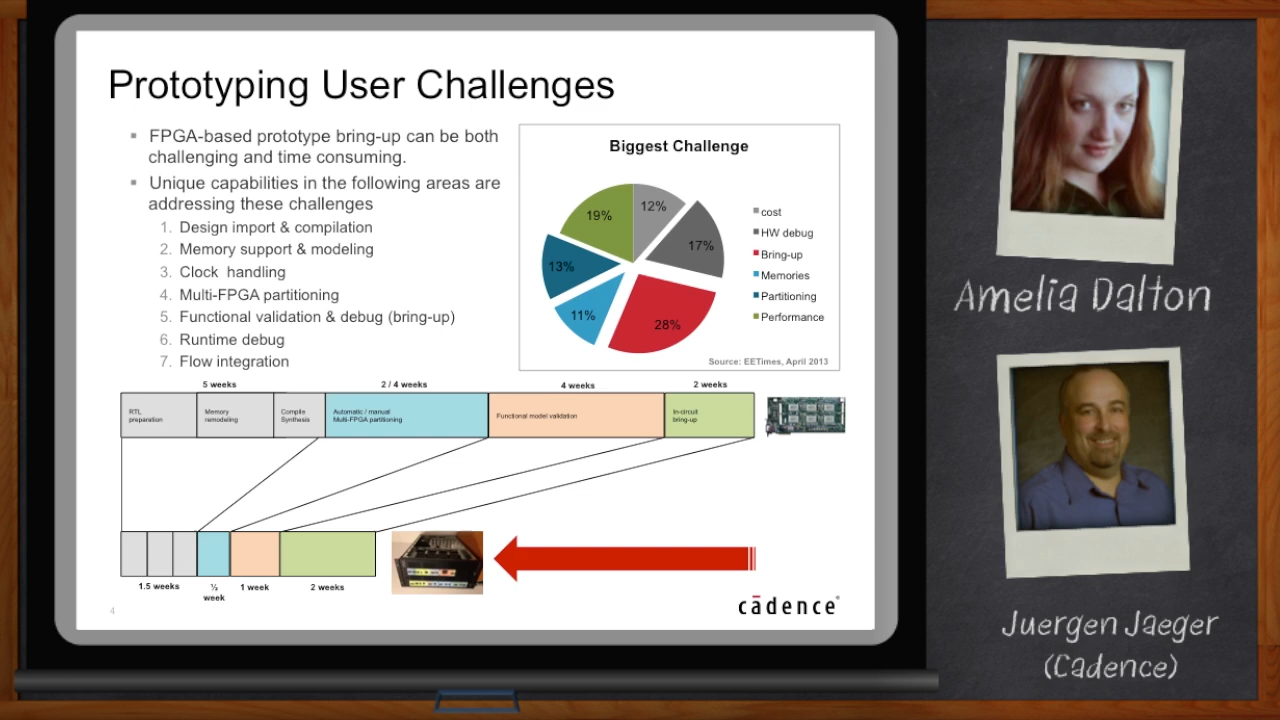 Prototyping User Challenges
▪ FPGA-based prototype bring-up can be both
challenging and time consuming.
▪ Unique capabilities in the following areas are
addressing these challenges
1. Design import & compilation
2. Memory support & modeling
3. Clock handling
4. Multi-FPGA partitioning
5. Functional validation & debug (bring-up)
6. Runtime debug
7. Flow integration
Biggest Challenge
12%
17%
28%
11%
13%
19%
cost
HW debug
Bring-up
Memories
Partitioning
Performance
Source: EETimes, April 2013
5 weeks
2 / 4 weeks
4 weeks
2 weeks
RTL
preparation
Memory
remodeling
Compile
Synthesis
Automatic / manual
Multi-FPGA partitioning
Functional model validation
In-circuit
bring-up
1.5 weeks
½
week
1 week
2 weeks
4
cādence®
Amelia Dalton
Juergen Jaeger
(Cadence)